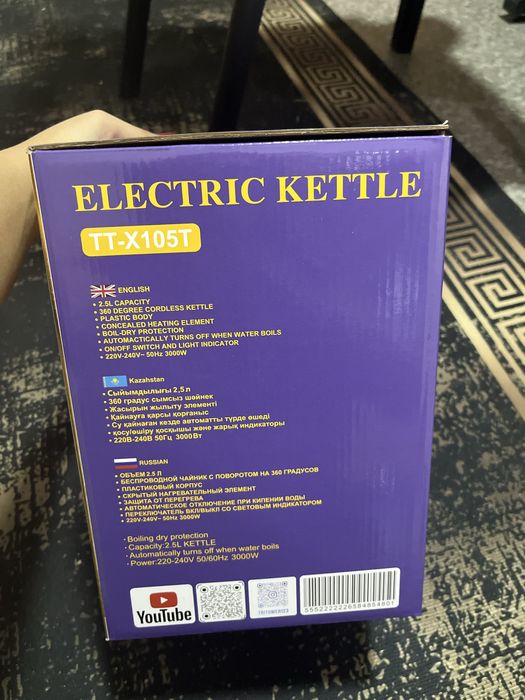 ELECTRIC KETTLE
TT-X105T
ENGLISH
• 2.5L CAPACITY
• 360 DEGREE CORDLESS KETTLE
• PLASTIC BODY
• CONCEALED HEATING ELEMENT
• BOIL-DRY PROTECTION
• AUTOMACTICALLY TURNS OFF WHEN WATER BOILS
• ON/OFF SWITCH AND LIGHT INDICATOR
• 220V-240V~ 50Hz 3000W
Kazahstan
• Сыйымдылығы 2,5 л
• 360 градус сымсыз шәйнек
• Жасырын жылыту элементі
• Қайнауға қарсы қорғаныс
• Су қайнаған кезде автоматты түрде өшеді
• қосу/өшіру қосқышы және жарық индикаторы
• 220В-240В 50Гц 3000Вт
RUSSIAN
• ОБЪЕМ 2.5 Л
• БЕСПРОВОДНОЙ ЧАЙНИК С ПОВОРОТОМ НА 360 ГРАДУСОВ
• ПЛАСТИКОВЫЙ КОРПУС
• СКРЫТЫЙ НАГРЕВАТЕЛЬНЫЙ ЭЛЕМЕНТ
• ЗАЩИТА ОТ ПЕРЕГРЕВА
• АВТОМАТИЧЕСКОЕ ОТКЛЮЧЕНИЕ ПРИ КИПЕНИИ ВОДЫ
• ПЕРЕКЛЮЧАТЕЛЬ ВКЛ/ВЫКЛ СО СВЕТОВЫМ ИНДИКАТОРОМ
• 220V-240V~ 50Hz 3000W
· Boiling dry protection
· Capacity:2.5L KETTLE
· Automatically turns off when water boils
· Power:220-240V 50/60Hz 3000W
YouTube
5552222226584854801